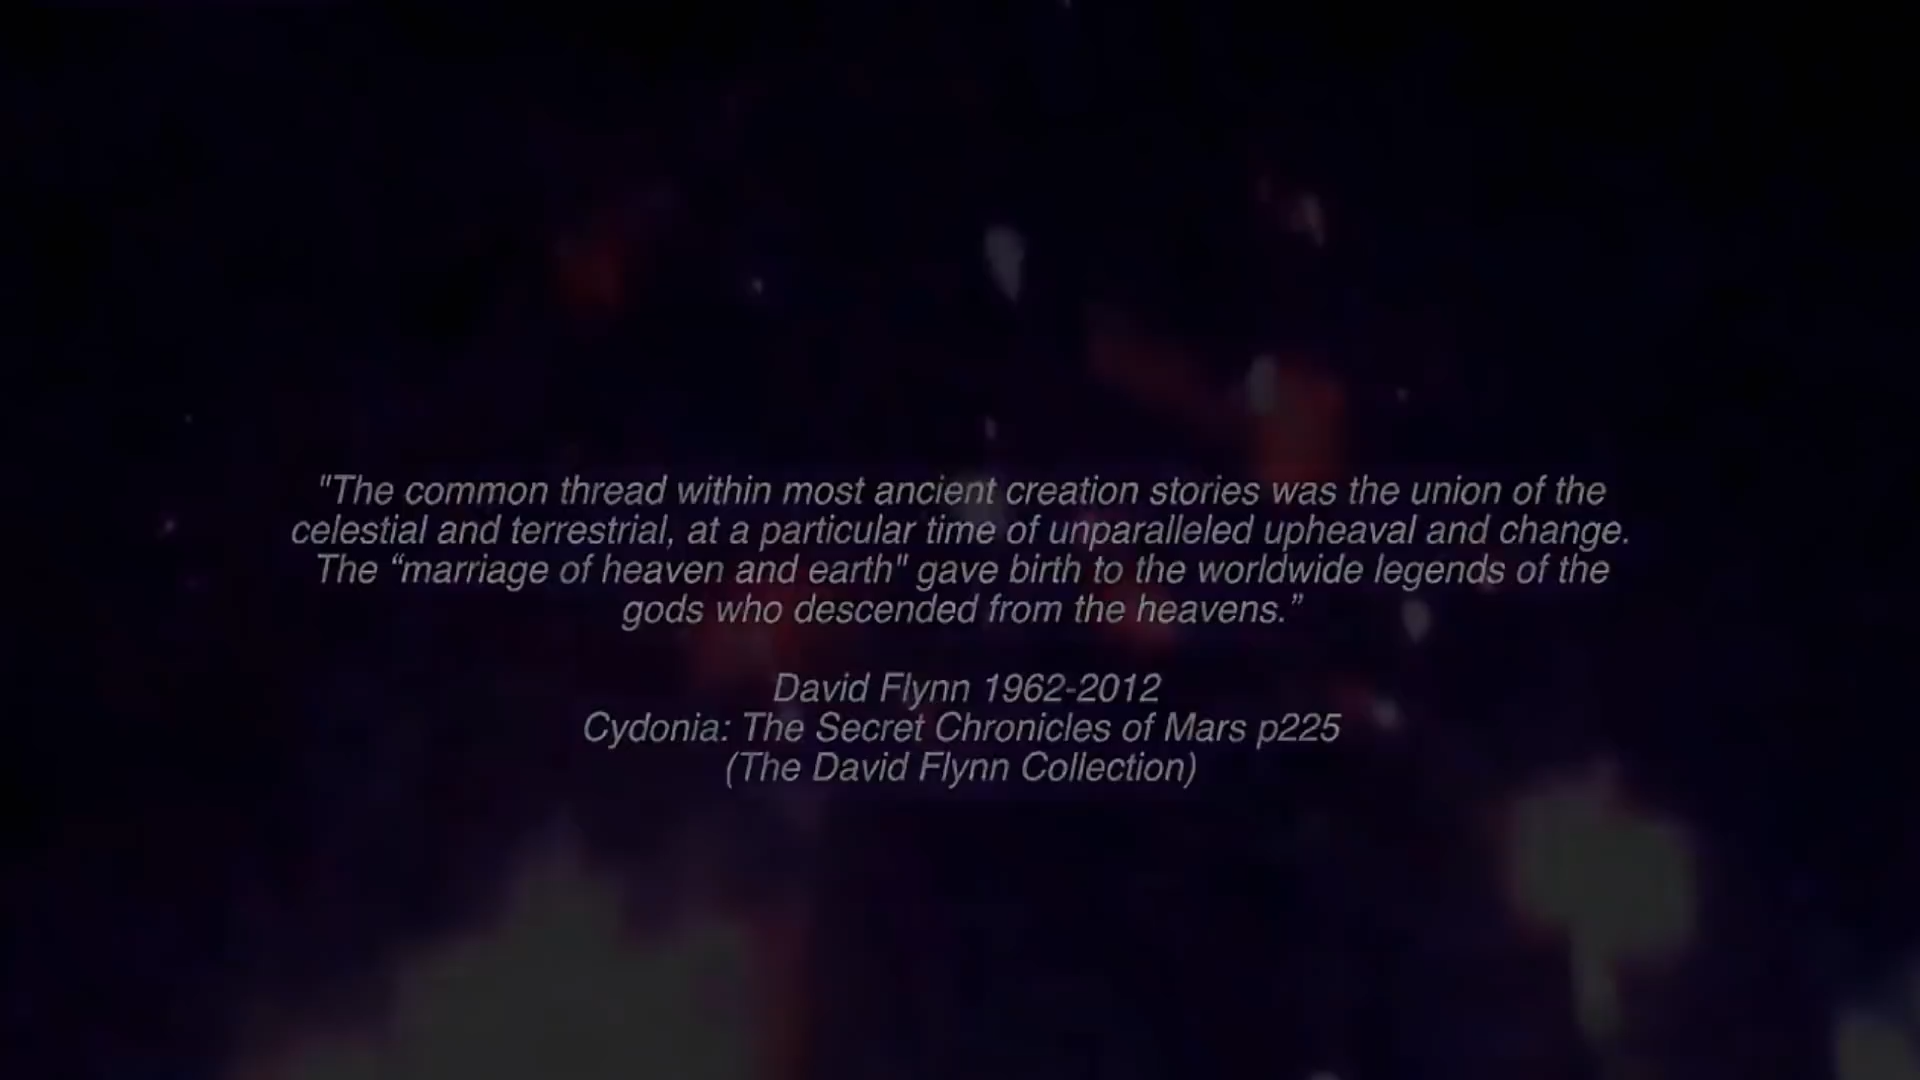 "The common thread within most ancient creation stories was the union of the
celestial and terrestrial, at a particular time of unparalleled upheaval and change.
The “marriage of heaven and earth" gave birth to the worldwide legends of the
gods who descended from the heavens.”
David Flynn 1962-2012
Cydonia: The Secret Chronicles of Mars p225
(The David Flynn Collection)